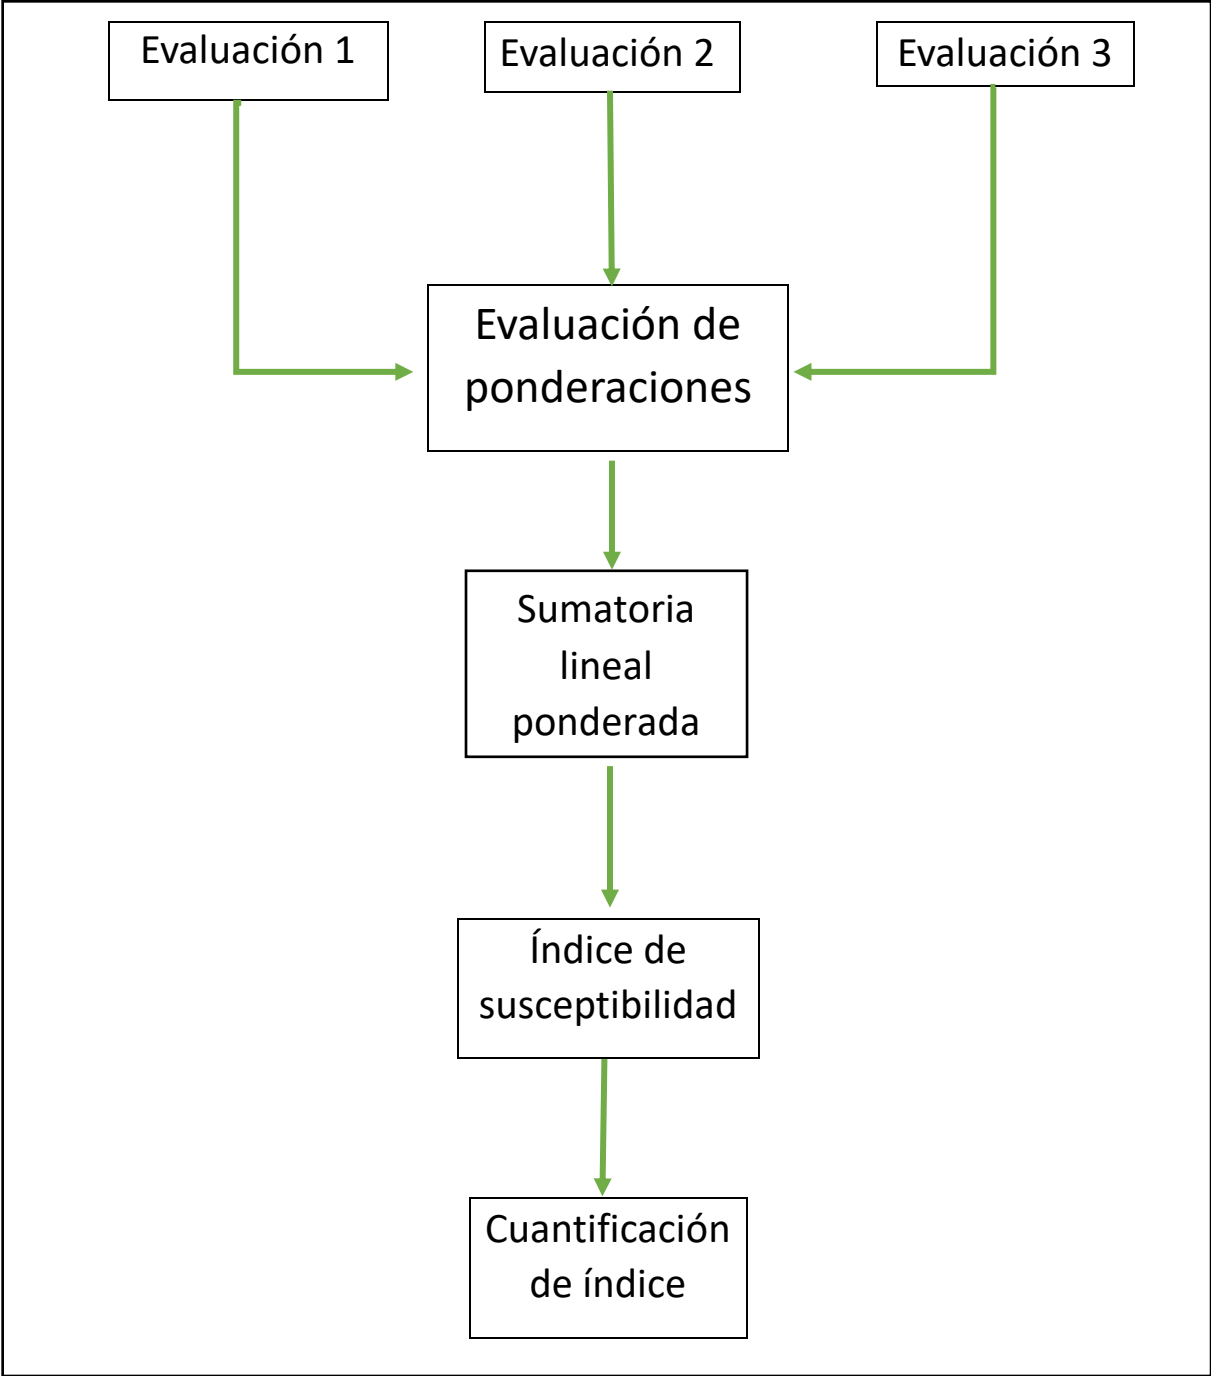 Evaluación 1
Evaluación 2
Evaluación 3
Evaluación de
ponderaciones
Sumatoria
lineal
ponderada
Índice de
susceptibilidad
Cuantificación
de índice